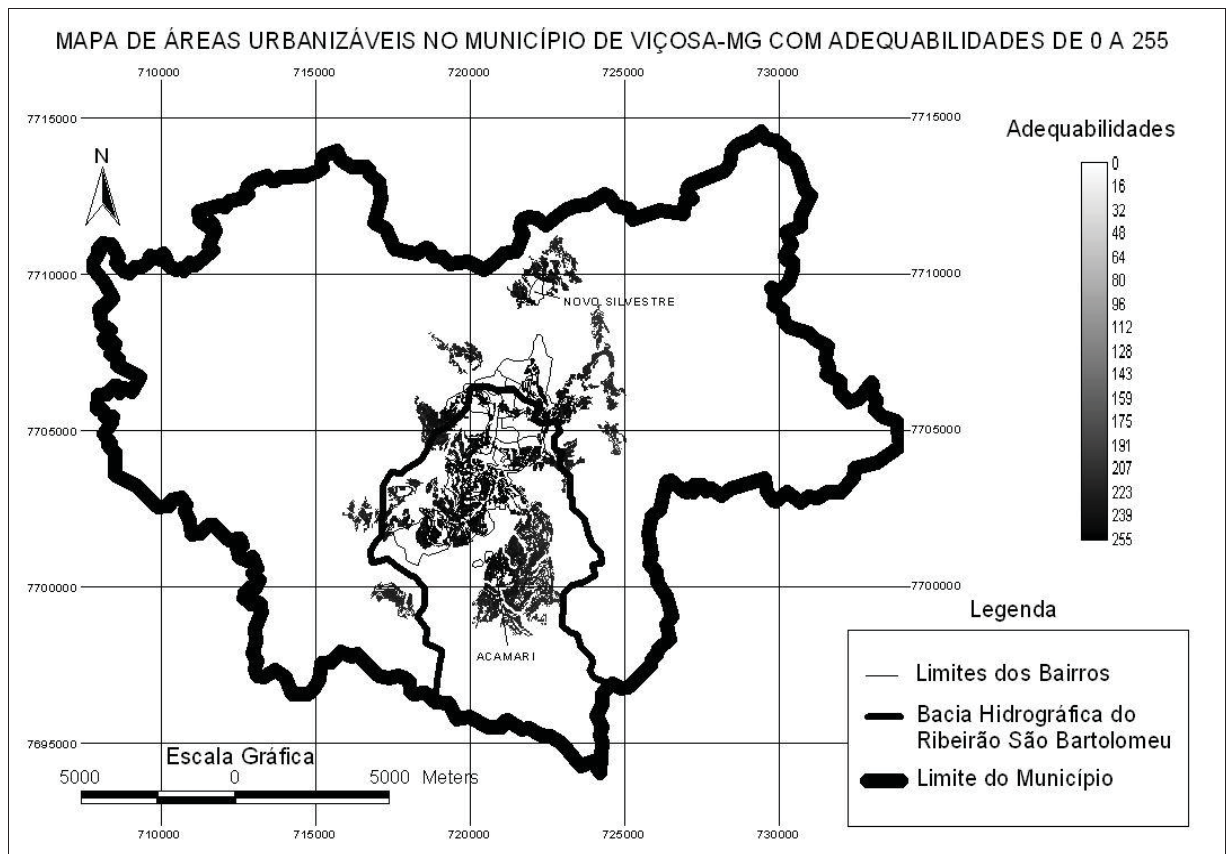 MAPA DE ÁREAS URBANIZÁVEIS NO MUNICÍPIO DE VIÇOSA-MG COM ADEQUABILIDADES DE 0 A 255
710000 715000 720000 725000 730000
7715000 7715000
N
7710000 7710000
NOVO SILVESTRE
7705000 7705000
7700000 7700000
ACAMARI
7695000
Escala Gráfica
5000 0 5000 Meters
710000 715000 720000 725000 730000
Adequabilidades
0
16
32
48
64
80
96
112
128
143
159
175
191
207
223
239
255
Legenda
Limites dos Bairros
Bacia Hidrográfica do
Ribeirão São Bartolomeu
Limite do Município